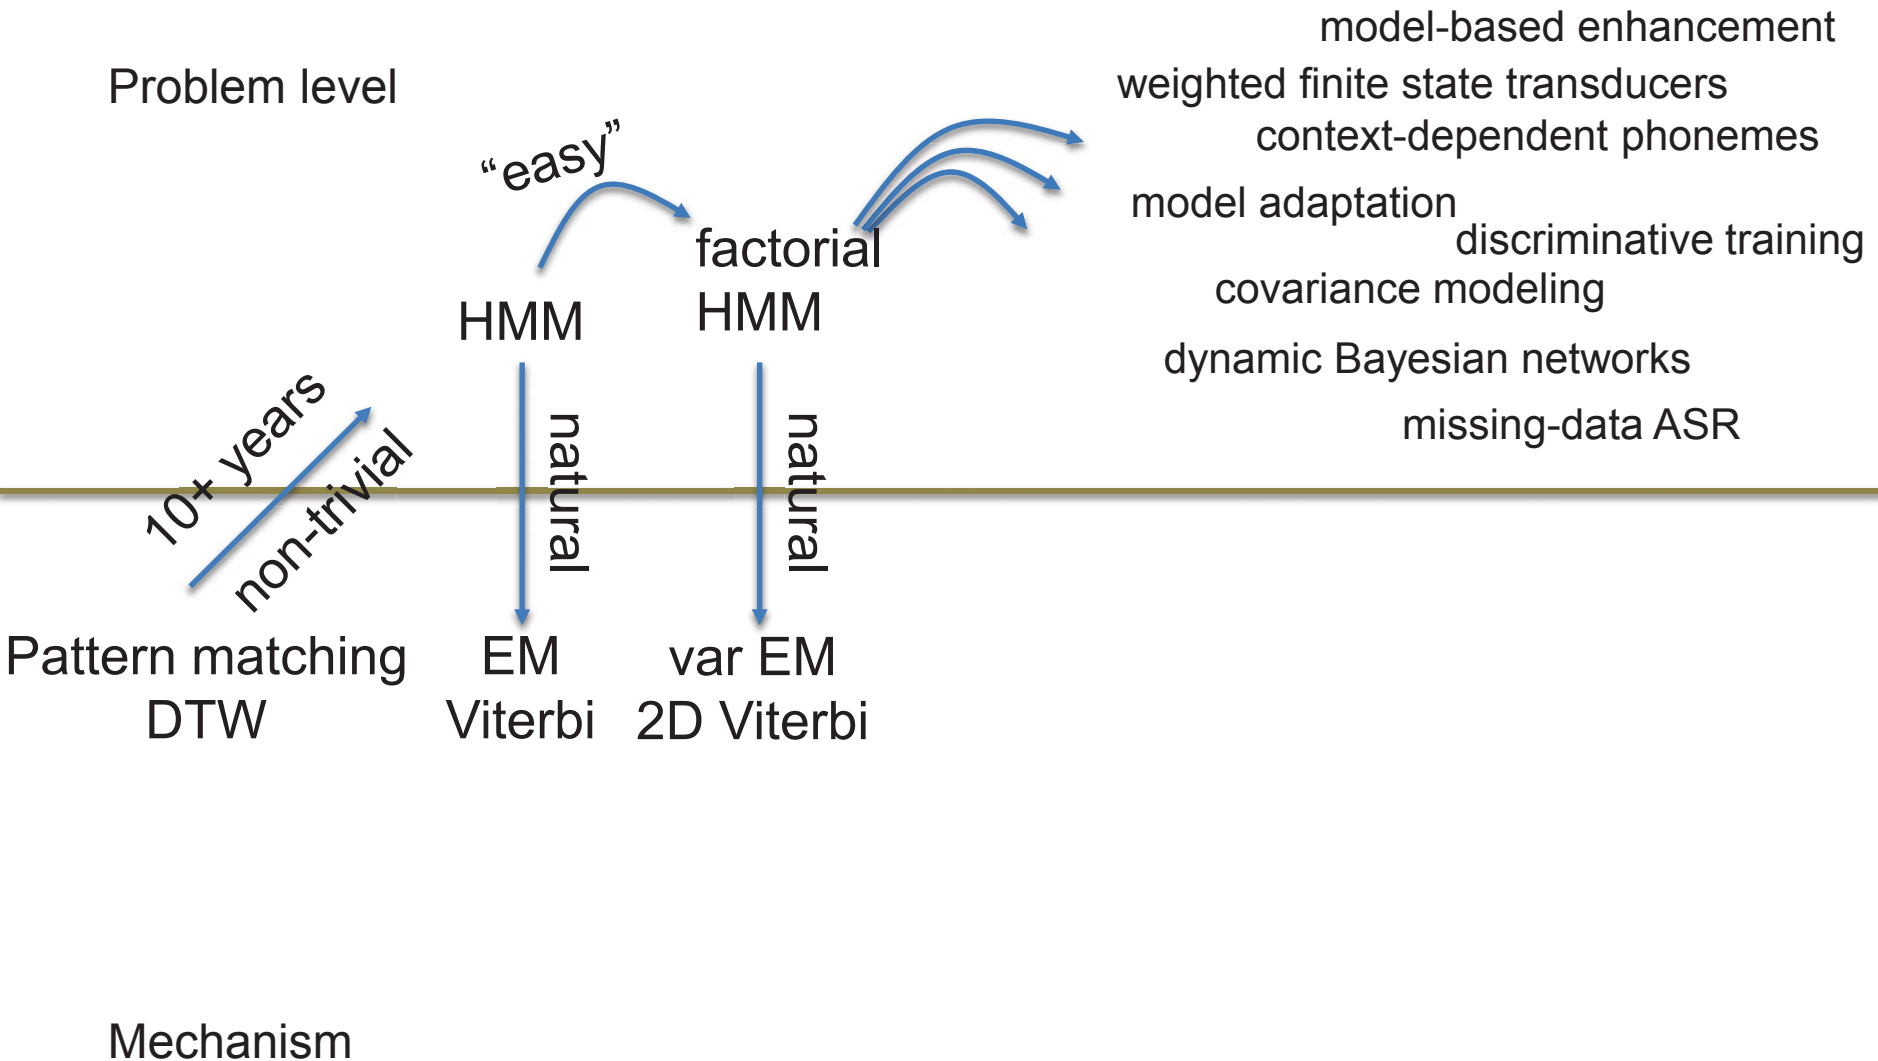 model-based enhancement
Problem level
weighted finite state transducers
context-dependent phonemes
“easy”
model adaptation
discriminative training
factorial
HMM
covariance modeling
HMM
dynamic Bayesian networks
missing-data ASR
10+ years
non-trivial
natural
natural
Pattern matching
DTW
EM
Viterbi
var EM
2D Viterbi
Mechanism